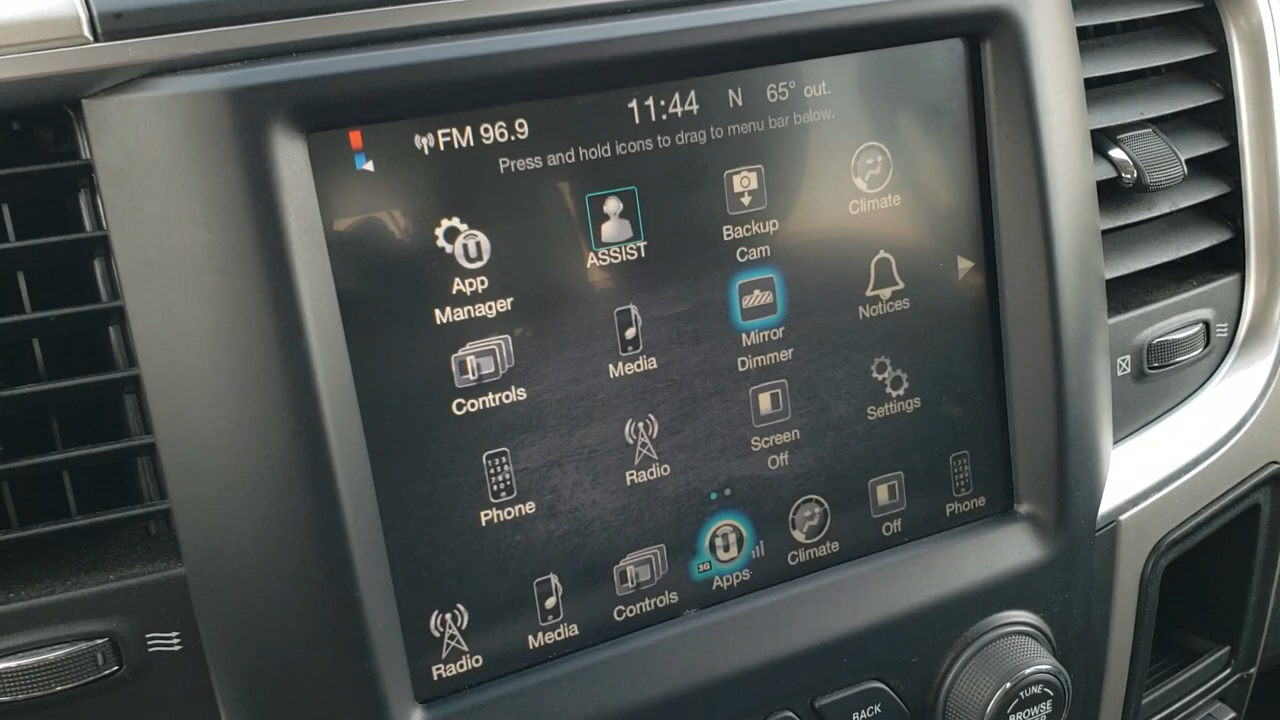 FM 96.9
11:44 N 65° out.
Press and hold icons to drag to menu bar below.
App
Manager
ASSIST
Backup
Cam
Climate
Controls
Media
Mirror
Dimmer
Notices
Phone
Radio
Screen
Off
Settings
Radio
Media
Controls
3G
Apps
Climate
Off
Phone
BACK
TUNE
BROWSE